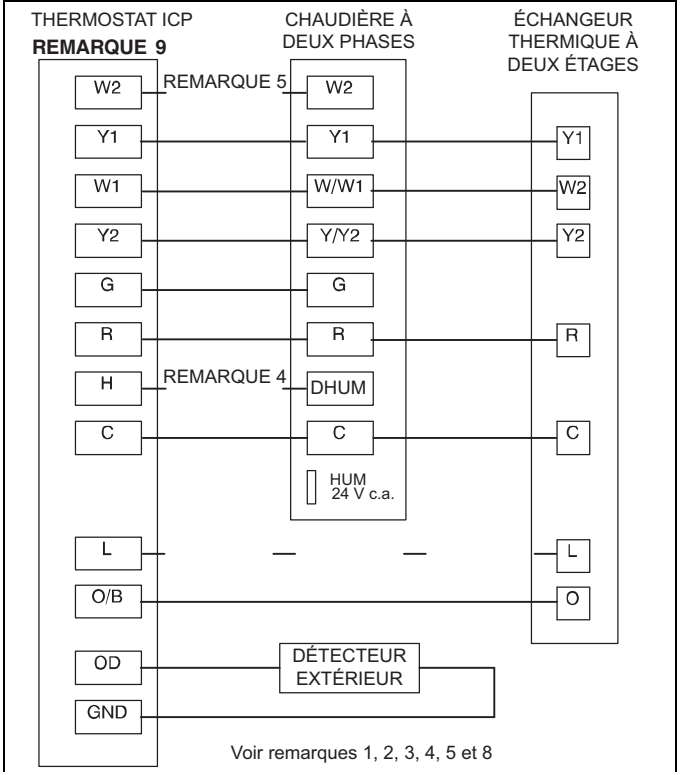 THERMOSTAT ICP
REMARQUE 9
CHAUDIÈRE À
DEUX PHASES
ÉCHANGEUR
THERMIQUE À
DEUX ÉTAGES
W2 REMARQUE 5 W2
Y1 Y1 Y1
W1 W/W1 W2
Y2 Y/Y2 Y2
G G
R R R
H REMARQUE 4 DHUM
C C C
HUM
24 V c.a.
L L
O/B O
OD DÉTECTEUR
EXTÉRIEUR
GND
Voir remarques 1, 2, 3, 4, 5 et 8